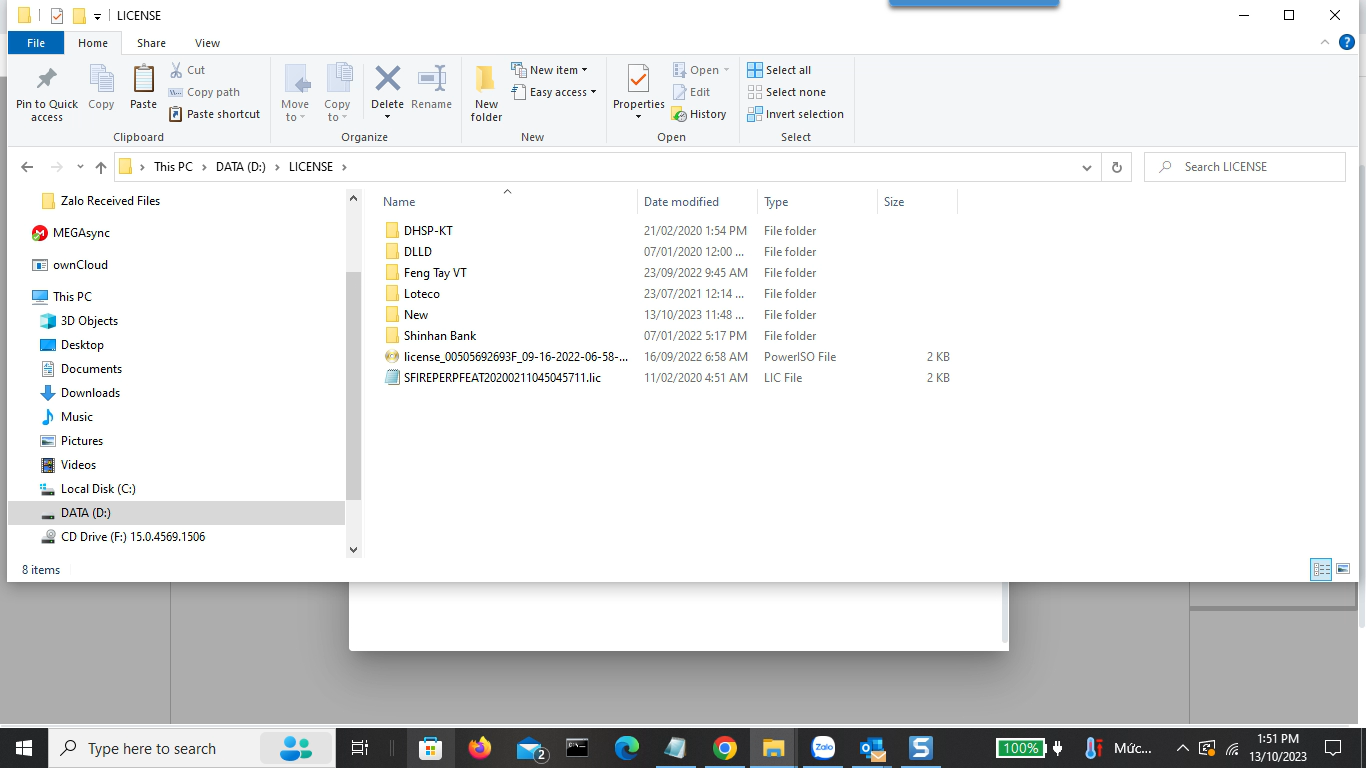 LICENSE
File Home Share View
Pin to Quick access
Copy
Paste
Cut
Copy path
Paste shortcut
Clipboard
Move to
Copy to
Delete
Rename
Organize
New folder
New item
Easy access
New
Properties
Open
Edit
History
Open
Select all
Select none
Invert selection
Select
This PC > DATA (D:) > LICENSE >
Search LICENSE
Zalo Received Files
MEGAsync
ownCloud
This PC
3D Objects
Desktop
Documents
Downloads
Music
Pictures
Videos
Local Disk (C:)
DATA (D:)
CD Drive (F:) 15.0.4569.1506
Name Date modified Type Size
DHSP-KT 21/02/2020 1:54 PM File folder
DLLD 07/01/2020 12:00 ... File folder
Feng Tay VT 23/09/2022 9:45 AM File folder
Loteco 23/07/2021 12:14 ... File folder
New 13/10/2023 11:48 ... File folder
Shinhan Bank 07/01/2022 5:17 PM File folder
license_00505692693F_09-16-2022-06-58-... 16/09/2022 6:58 AM PowerISO File 2 KB
SFIREPERPFEAT20200211045045711.lic 11/02/2020 4:51 AM LIC File 2 KB
8 items
Type here to search
2
Zalo
S
100%
Mức...
1:51 PM
13/10/2023